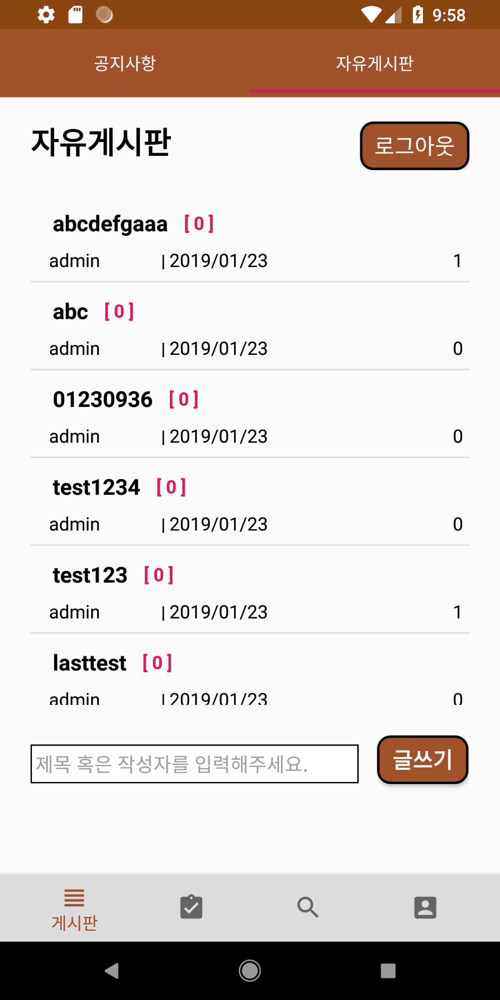 9:58
공지사항 자유게시판
자유게시판 로그아웃
abcdefgaaa [ 0 ]
admin | 2019/01/23 1
abc [ 0 ]
admin | 2019/01/23 0
01230936 [ 0 ]
admin | 2019/01/23 0
test1234 [ 0 ]
admin | 2019/01/23 0
test123 [ 0 ]
admin | 2019/01/23 1
lasttest [ 0 ]
admin | 2019/01/23 0
제목 혹은 작성자를 입력해주세요. 글쓰기
게시판